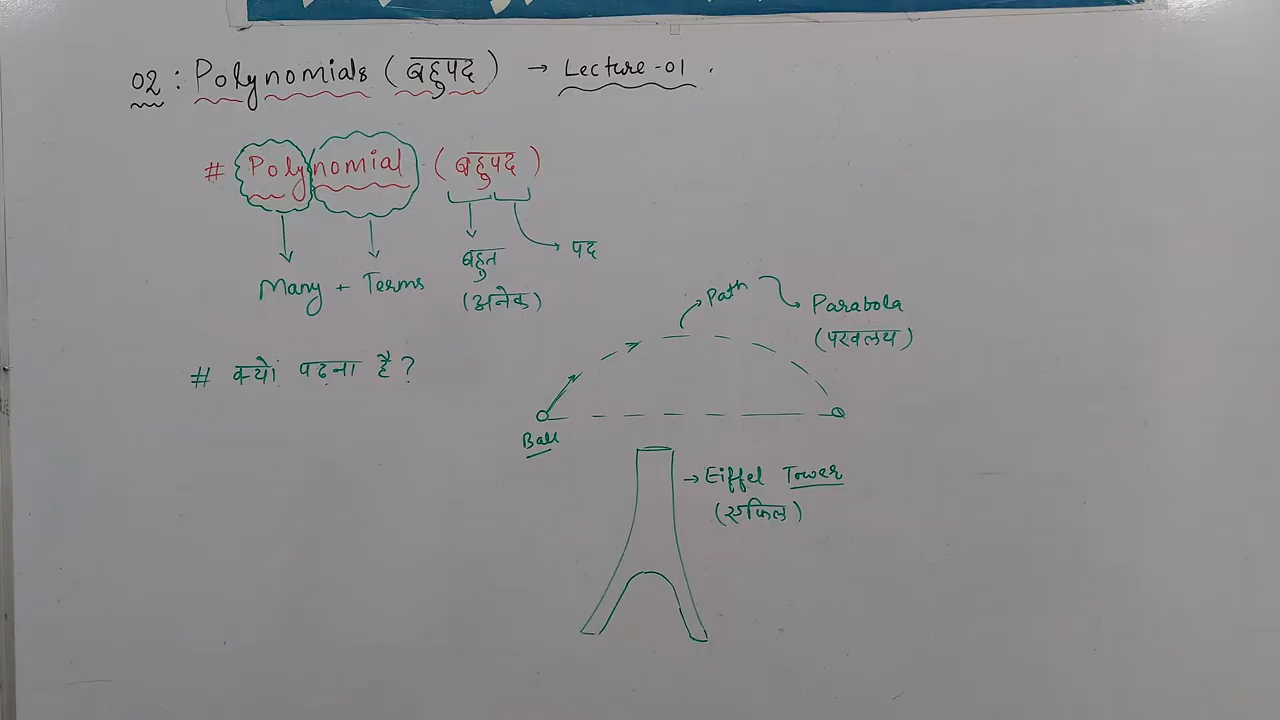 02 : Polynomials (बहुपद) → Lecture-01 .
# Polynomial (बहुपद)
Many + Terms
बहुत
(अनेक)
पद
# क्यों पढ़ना है ?
Path
Parabola
(परवलय)
Ball
→ Eiffel Tower
(एफिल)